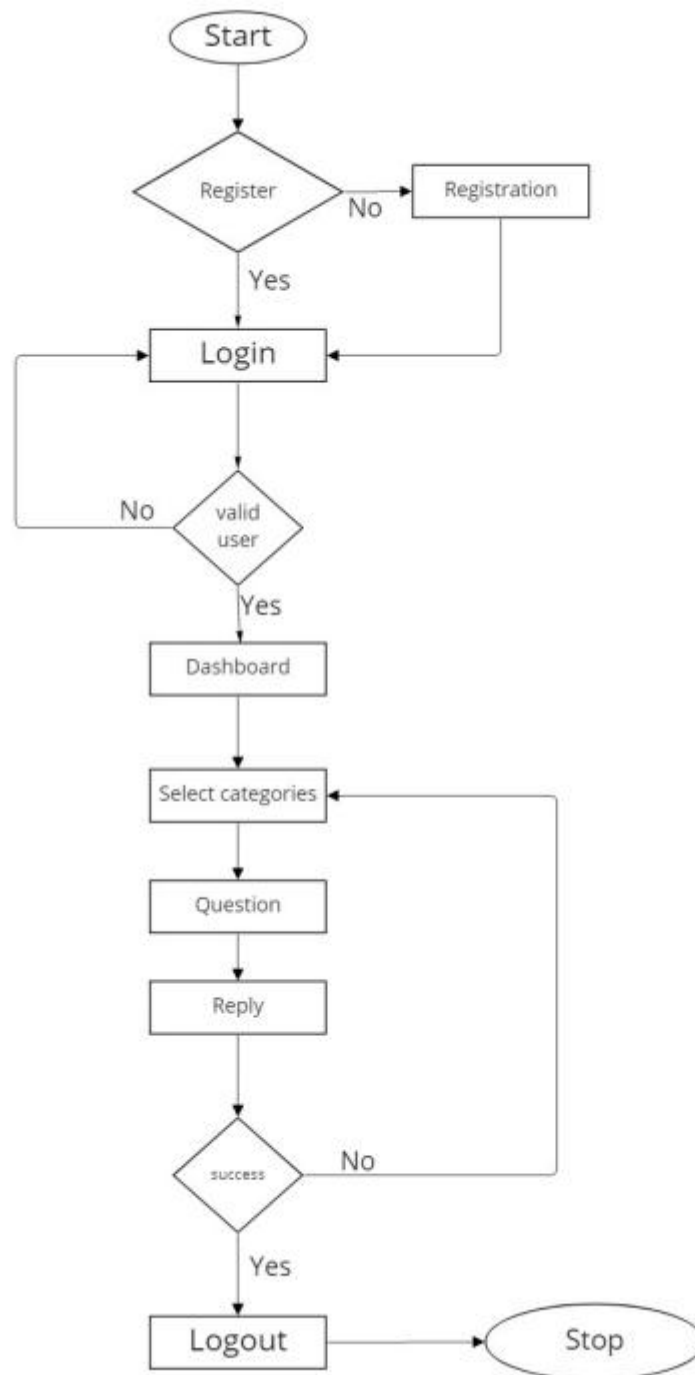 Start
Register
No
Registration
Yes
Login
No
valid
user
Yes
Dashboard
Select categories
Question
Reply
success
No
Yes
Logout
Stop